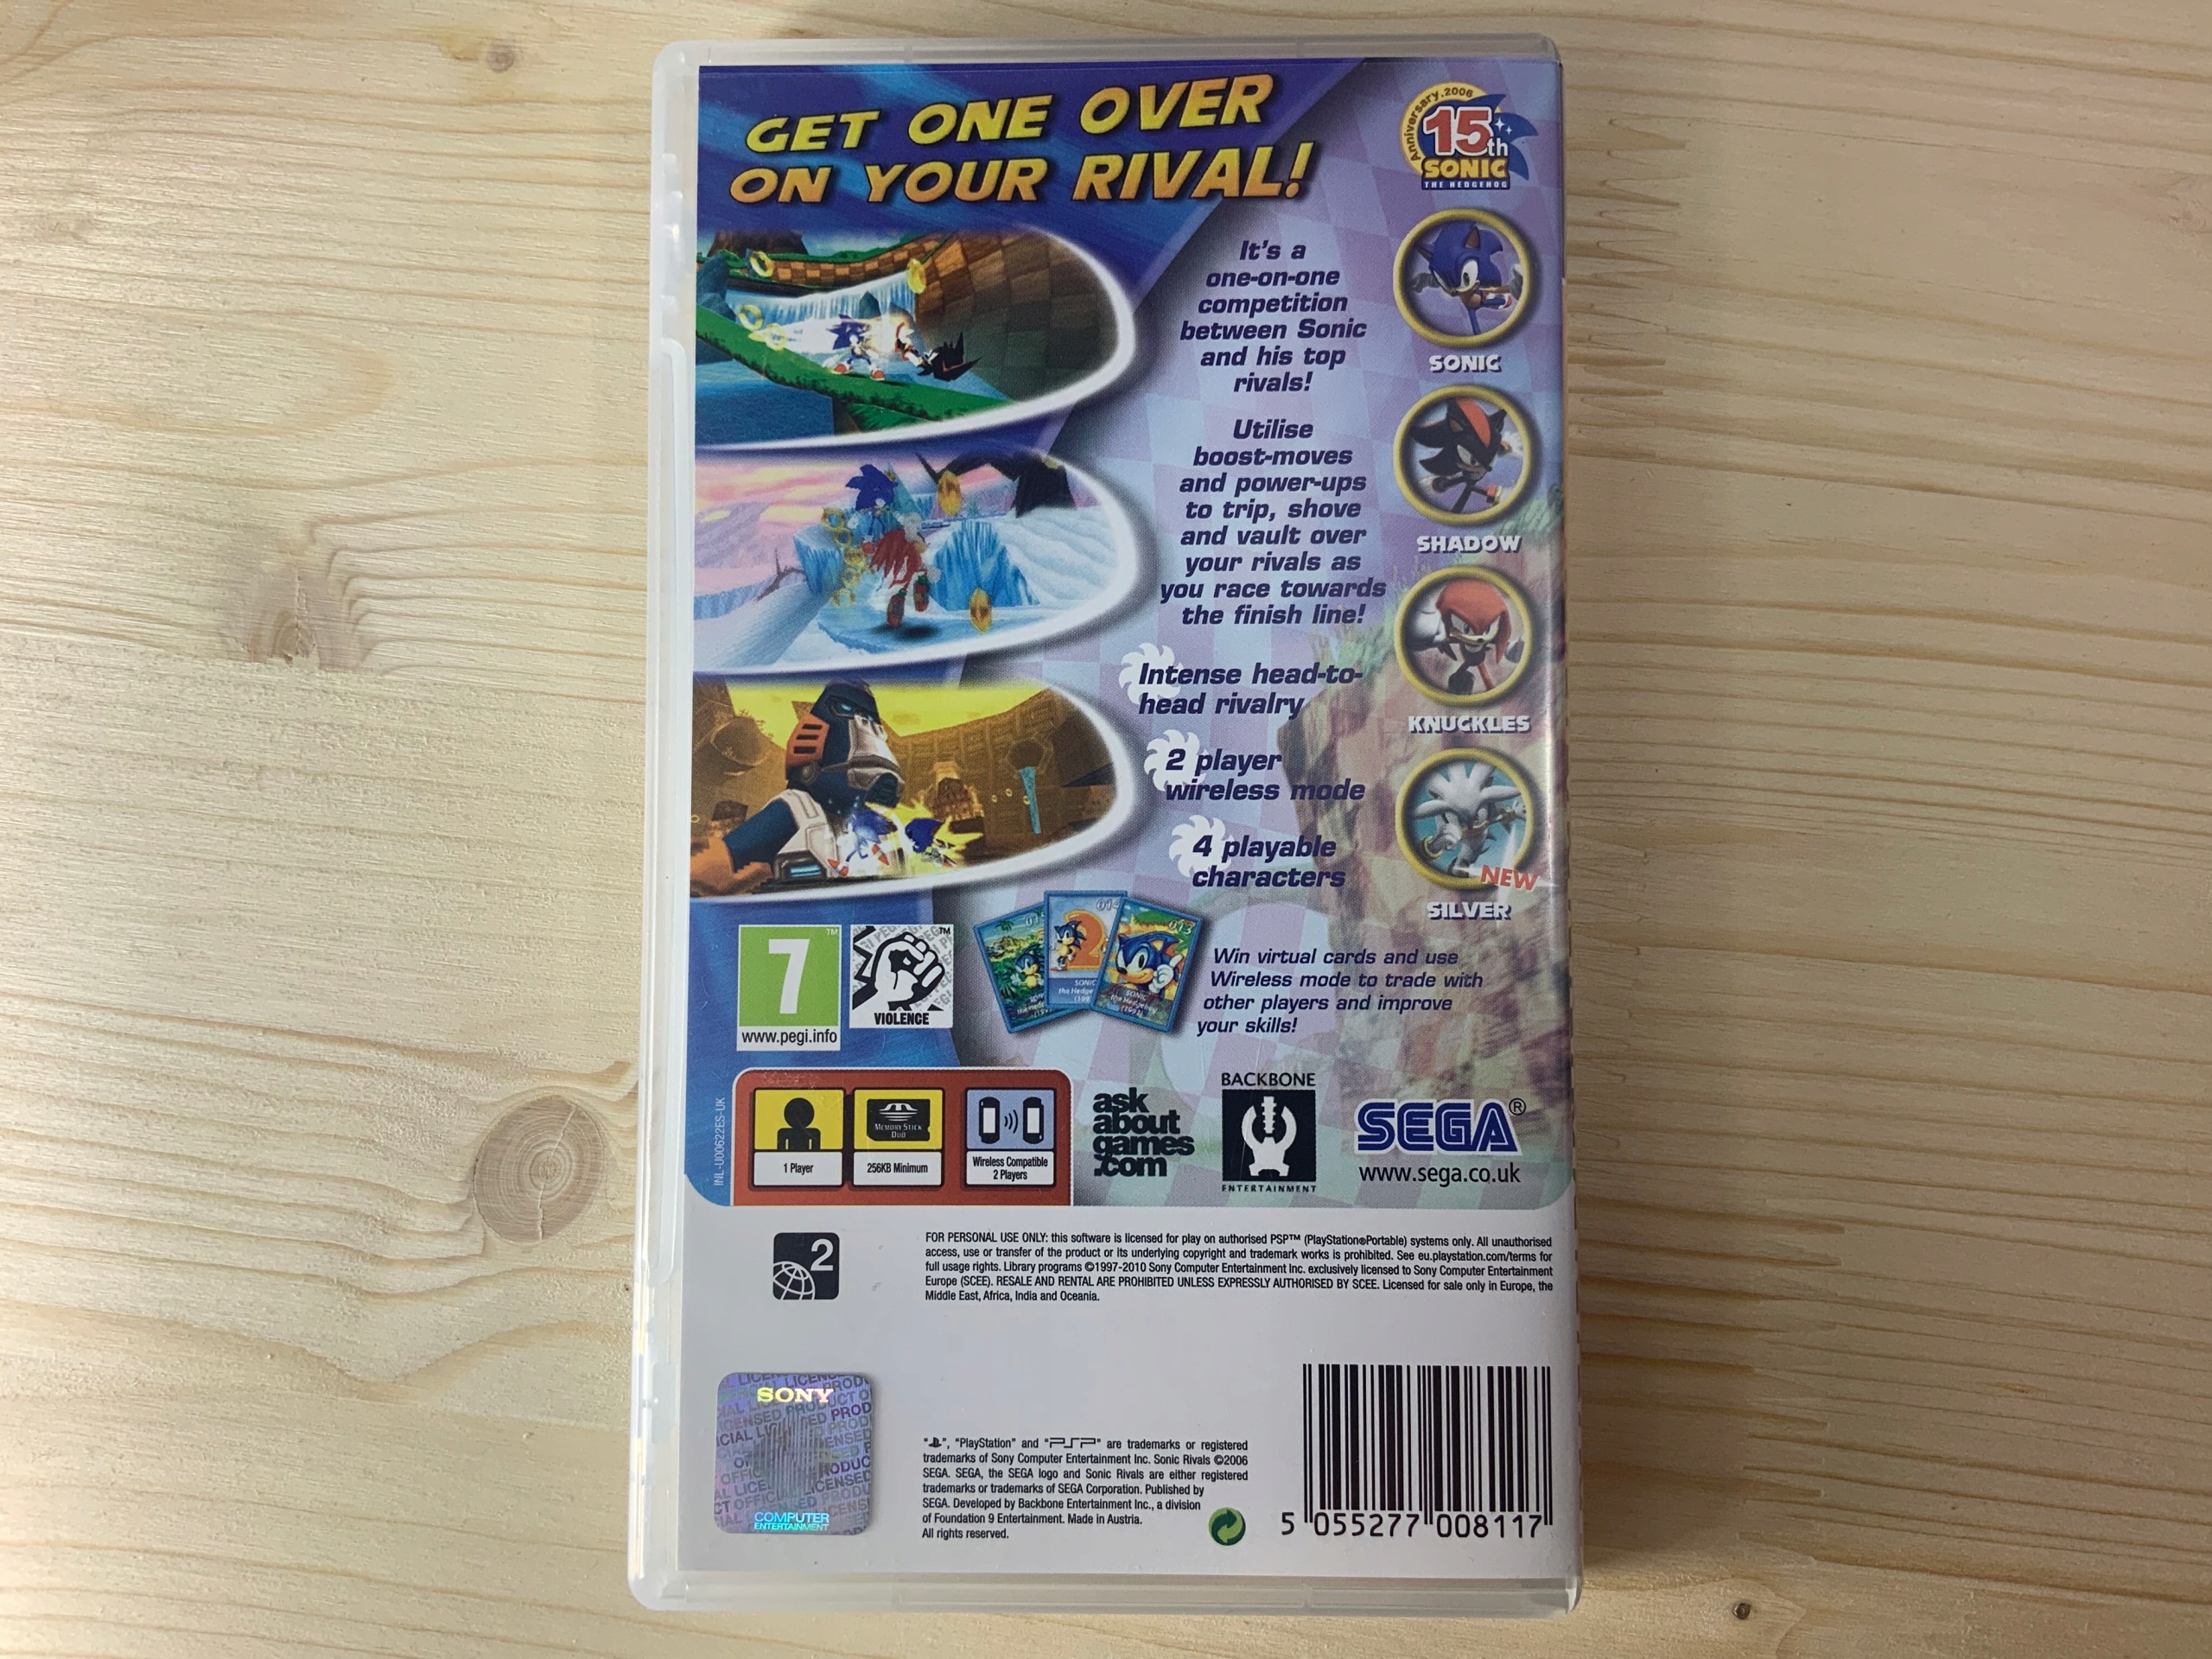 GET ONE OVER
ON YOUR RIVAL!
Anniversary.2006
15th
SONIC
THE HEDGEHOG
It's a
one-on-one
competition
between Sonic
and his top
rivals!
Utilise
boost-moves
and power-ups
to trip, shove
and vault over
your rivals as
you race towards
the finish line!
Intense head-to-
head rivalry
2 player
wireless mode
4 playable
characters
SONIC
SHADOW
KNUCKLES
NEW
SILVER
7
www.pegi.info
VIOLENCE
014
013
SONIC
the Hedgehog
Win virtual cards and use
Wireless mode to trade with
other players and improve
your skills!
INL-U00622ES-UK
1 Player
MEMORY STICK
DUO
256KB Minimum
Wireless Compatible
2 Players
ask
about
games
.com
BACKBONE
ENTERTAINMENT
SEGA®
www.sega.co.uk
2
FOR PERSONAL USE ONLY: this software is licensed for play on authorised PSP™ (PlayStation®Portable) systems only. All unauthorised
access, use or transfer of the product or its underlying copyright and trademark works is prohibited. See eu.playstation.com/terms for
full usage rights. Library programs ©1997-2010 Sony Computer Entertainment Inc. exclusively licensed to Sony Computer Entertainment
Europe (SCEE). RESALE AND RENTAL ARE PROHIBITED UNLESS EXPRESSLY AUTHORISED BY SCEE. Licensed for sale only in Europe, the
Middle East, Africa, India and Oceania.
SONY
COMPUTER
ENTERTAINMENT
"", "PlayStation" and "PSP" are trademarks or registered
trademarks of Sony Computer Entertainment Inc. Sonic Rivals ©2006
SEGA. SEGA, the SEGA logo and Sonic Rivals are either registered
trademarks or trademarks of SEGA Corporation. Published by
SEGA. Developed by Backbone Entertainment Inc., a division
of Foundation 9 Entertainment. Made in Austria.
All rights reserved.
5 055277 008117